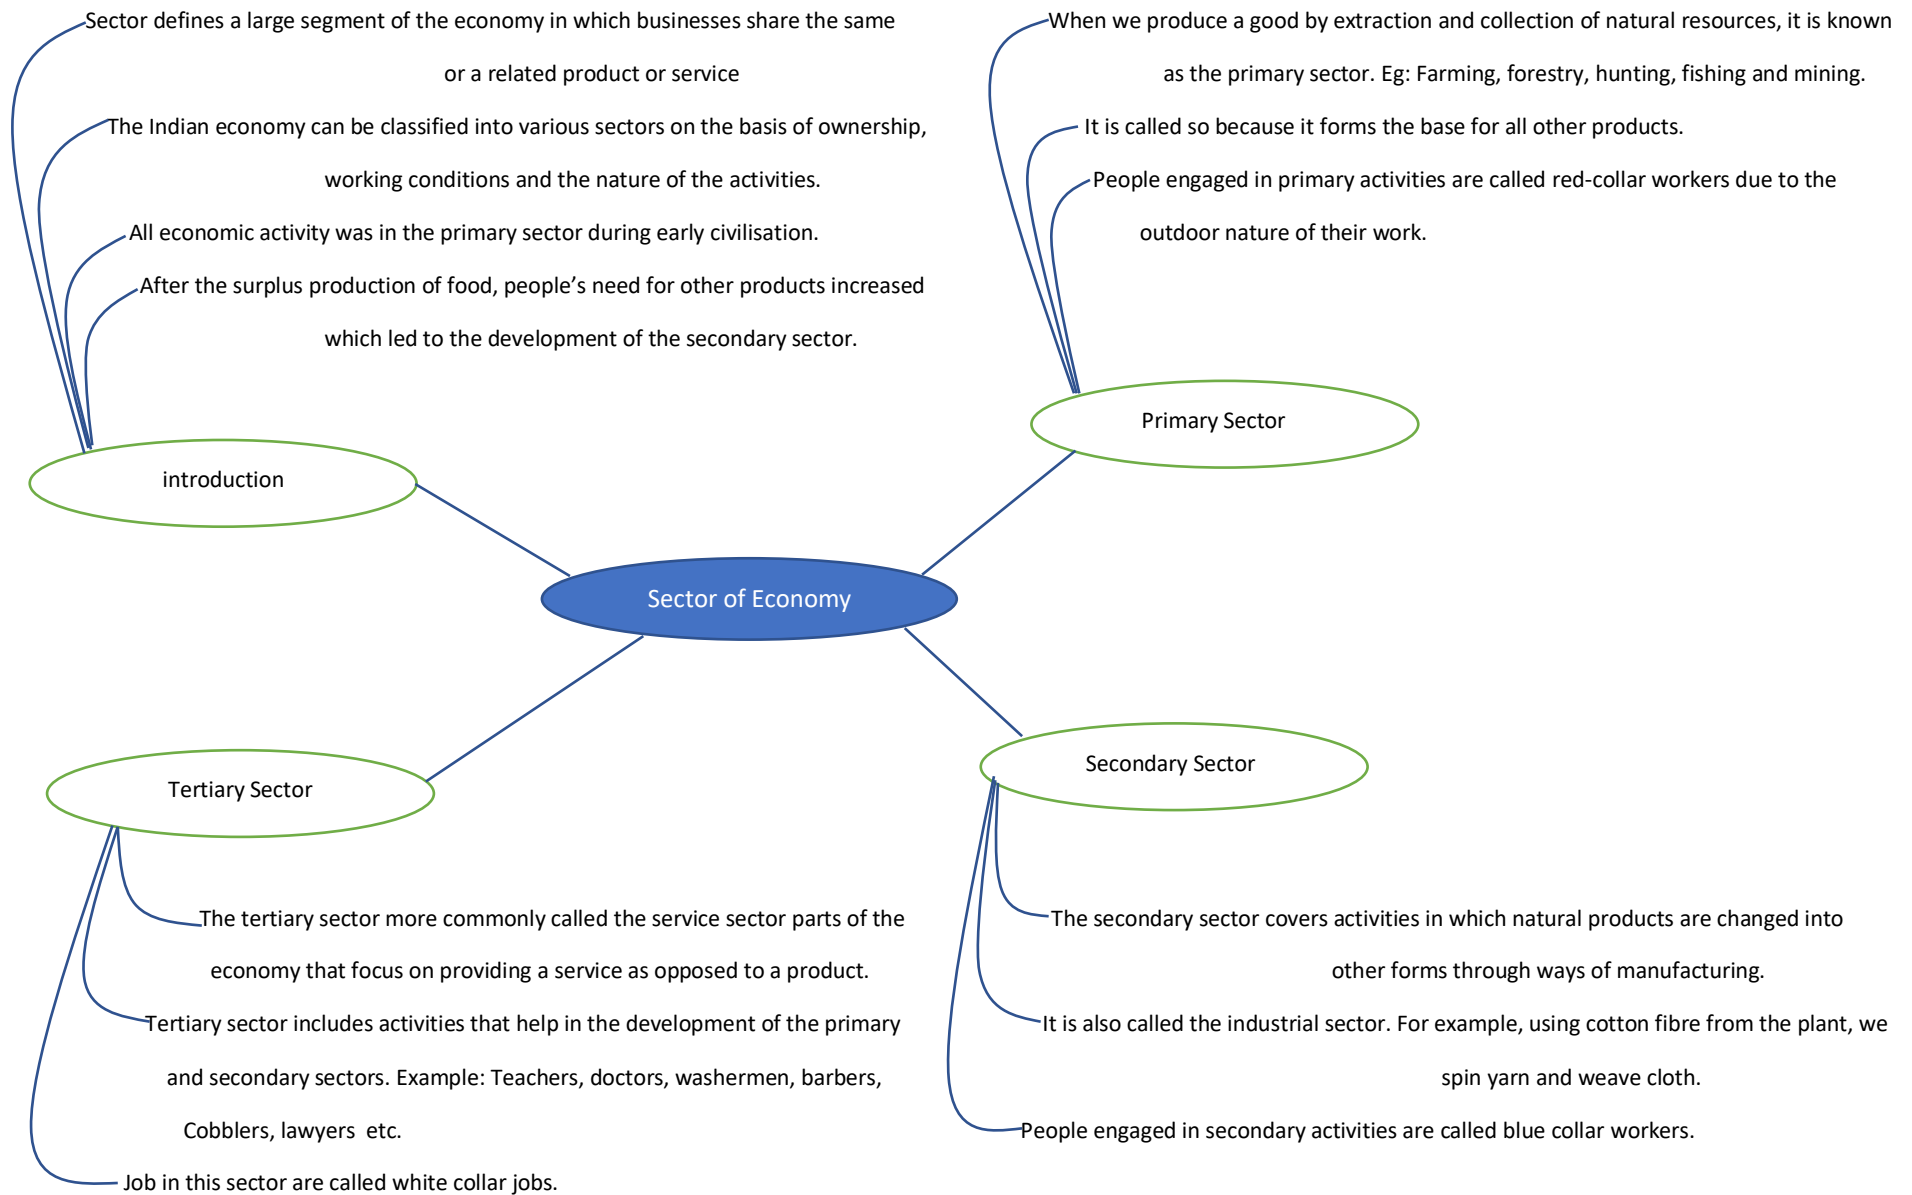 Sector defines a large segment of the economy in which businesses share the same
or a related product or service
The Indian economy can be classified into various sectors on the basis of ownership,
working conditions and the nature of the activities.
All economic activity was in the primary sector during early civilisation.
After the surplus production of food, people’s need for other products increased
which led to the development of the secondary sector.
introduction
When we produce a good by extraction and collection of natural resources, it is known
as the primary sector. Eg: Farming, forestry, hunting, fishing and mining.
It is called so because it forms the base for all other products.
People engaged in primary activities are called red-collar workers due to the
outdoor nature of their work.
Primary Sector
Sector of Economy
Tertiary Sector
The tertiary sector more commonly called the service sector parts of the
economy that focus on providing a service as opposed to a product.
Tertiary sector includes activities that help in the development of the primary
and secondary sectors. Example: Teachers, doctors, washermen, barbers,
Cobblers, lawyers  etc.
Job in this sector are called white collar jobs.
Secondary Sector
The secondary sector covers activities in which natural products are changed into
other forms through ways of manufacturing.
It is also called the industrial sector. For example, using cotton fibre from the plant, we
spin yarn and weave cloth.
People engaged in secondary activities are called blue collar workers.